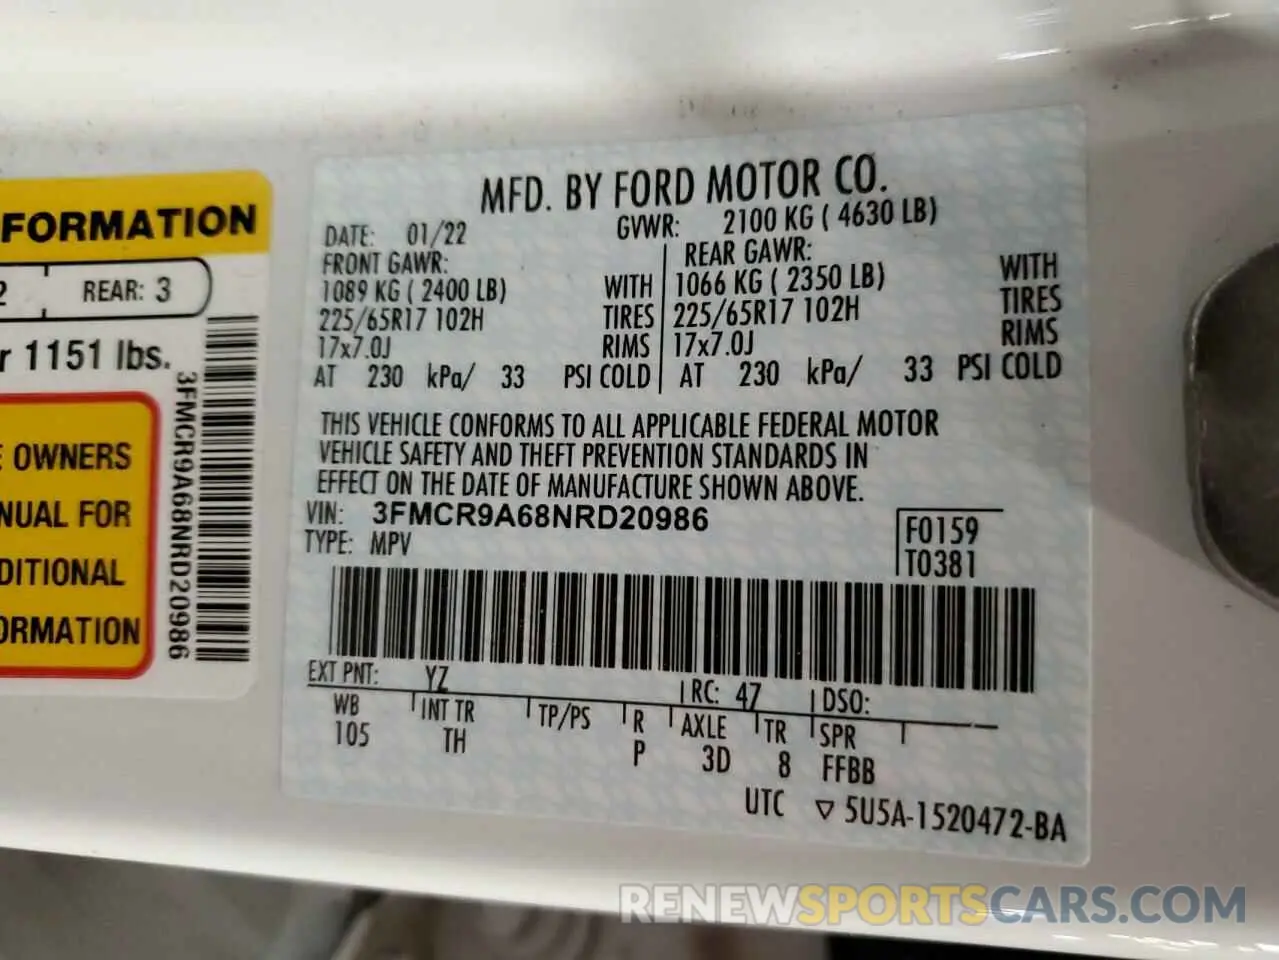 FORMATION
2 REAR: 3
r 1151 lbs.
OWNERS
NUAL FOR
DITIONAL
ORMATION
3FMCR9A68NRD20986
MFD. BY FORD MOTOR CO.
DATE: 01/22 GVWR: 2100 KG ( 4630 LB)
FRONT GAWR: REAR GAWR:
1089 KG ( 2400 LB) WITH 1066 KG ( 2350 LB) WITH
225/65R17 102H TIRES 225/65R17 102H TIRES
17x7.0J RIMS 17x7.0J RIMS
AT 230 kPa/ 33 PSI COLD AT 230 kPa/ 33 PSI COLD
THIS VEHICLE CONFORMS TO ALL APPLICABLE FEDERAL MOTOR
VEHICLE SAFETY AND THEFT PREVENTION STANDARDS IN
EFFECT ON THE DATE OF MANUFACTURE SHOWN ABOVE.
VIN: 3FMCR9A68NRD20986
TYPE: MPV
F0159
T0381
EXT PNT: YZ RC: 47 DSO:
WB INT TR TP/PS R AXLE TR SPR
105 TH P 3D 8 FFBB
UTC ▽ 5U5A-1520472-BA
RENEWSPORTSCARS.COM